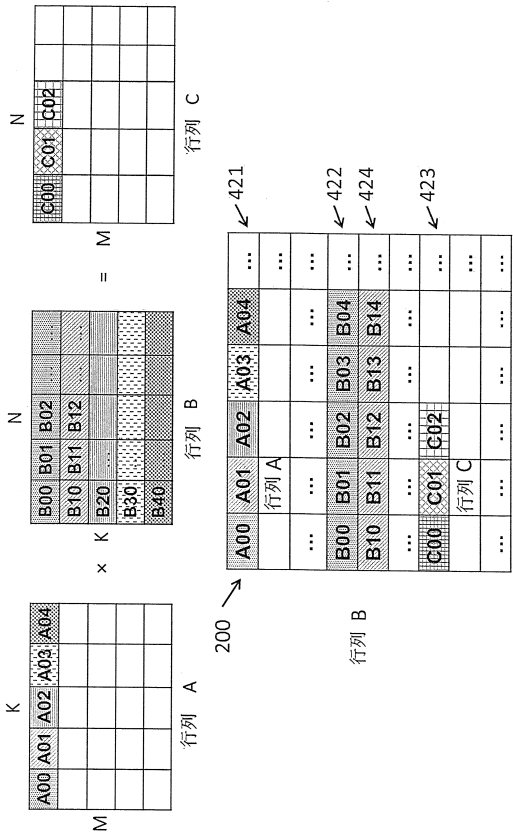 K N N
A00 A01 A02 A03 A04
B00 B01 B02 ... ...
C00 C01 C02
B10 B11 B12 ...
B20 ...
B30
B40
M × K = M
行列 A
行列 B
行列 C
200
A00 A01 A02 A03 A04 ... 421
行列 A ...
... ... ...
B00 B01 B02 B03 B04 ... 422
行列 B
B10 B11 B12 B13 B14 ... 424
... ... ... ...
C00 C01 C02 ... 423
行列 C ...
... ... ... ...